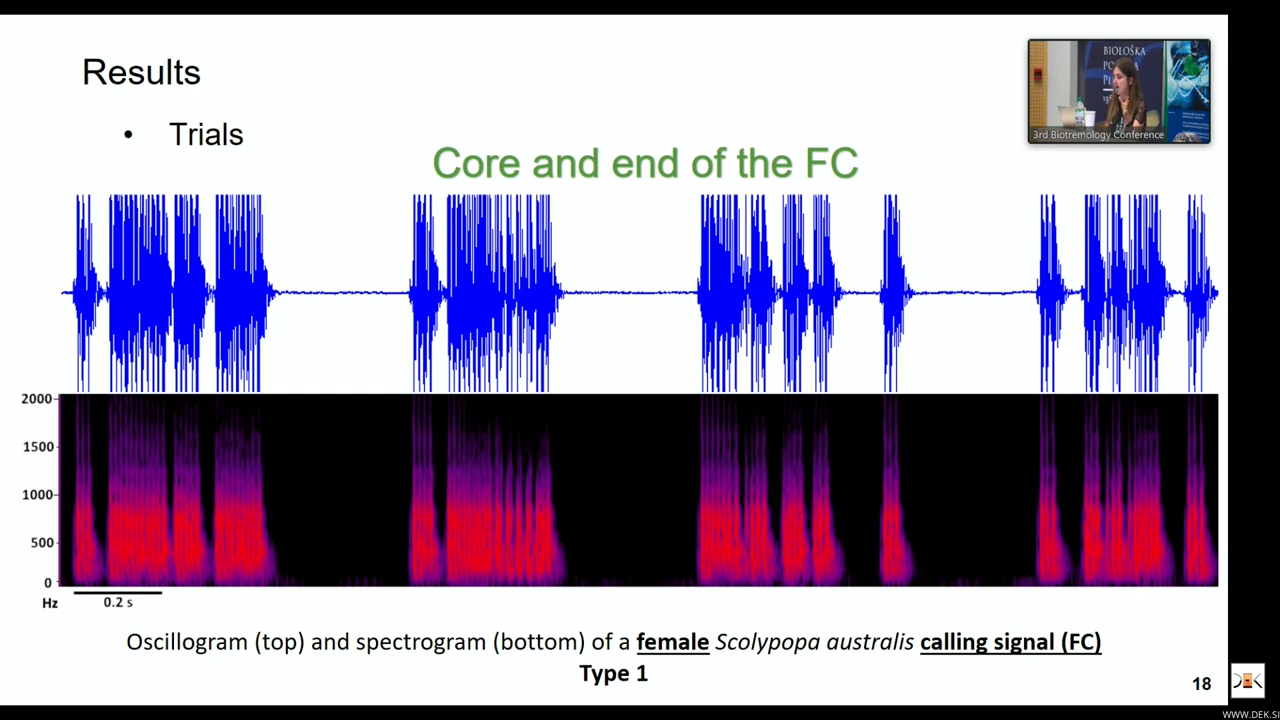 Results
• Trials
BIOLOŠKA
3rd Biotremology Conference
Core and end of the FC
2000
1500
1000
500
0
Hz
0.2 s
Oscillogram (top) and spectrogram (bottom) of a female Scolypopa australis calling signal (FC)
Type 1
18
WWW.DEK.SI